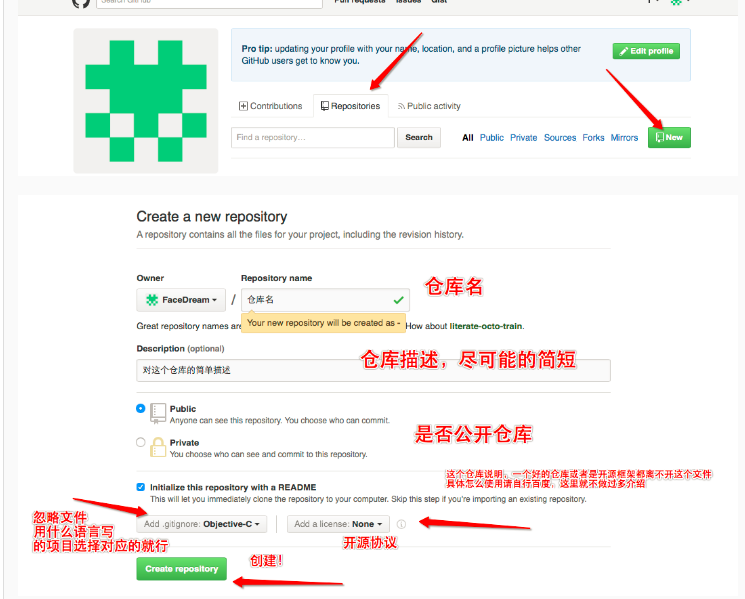 Search GitHub
Pull requests Issues Gist
Pro tip: updating your profile with your name, location, and a profile picture helps other
GitHub users get to know you.
Edit profile
Contributions
Repositories
Public activity
Find a repository...
Search
All Public Private Sources Forks Mirrors
New
Create a new repository
A repository contains all the files for your project, including the revision history.
Owner
Repository name
FaceDream
/
仓库名
仓库名
Great repository names are
Your new repository will be created as -
How about literate-octo-train.
Description (optional)
仓库描述，尽可能的简短
对这个仓库的简单描述
Public
Anyone can see this repository. You choose who can commit.
是否公开仓库
Private
You choose who can see and commit to this repository.
这个仓库说明，一个好的仓库或者是开源框架都离不开这个文件
具体怎么使用请自行百度，这里就不做过多介绍
Initialize this repository with a README
This will let you immediately clone the repository to your computer. Skip this step if you're importing an existing repository.
忽略文件
用什么语言写
的项目选择对应的就行
Add .gitignore: Objective-C
Add a license: None
开源协议
Create repository
创建！